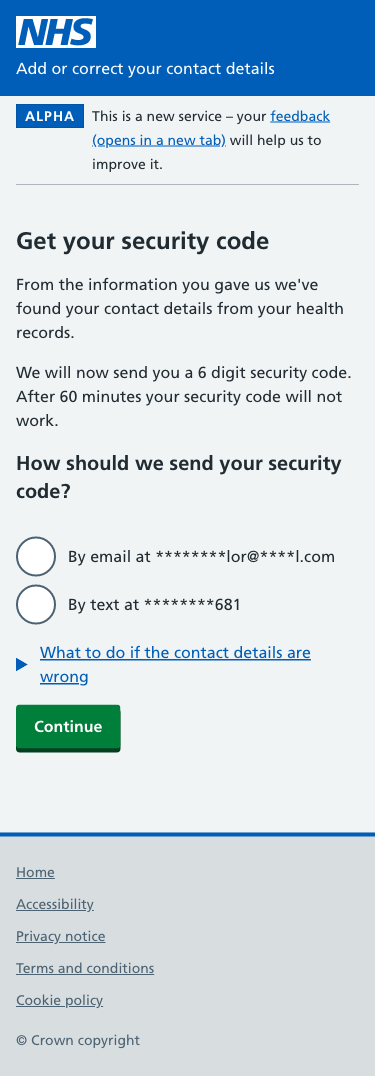 NHS
Add or correct your contact details
ALPHA This is a new service – your feedback
(opens in a new tab) will help us to
improve it.
Get your security code
From the information you gave us we've
found your contact details from your health
records.
We will now send you a 6 digit security code.
After 60 minutes your security code will not
work.
How should we send your security
code?
By email at ********lor@****l.com
By text at ********681
What to do if the contact details are
wrong
Continue
Home
Accessibility
Privacy notice
Terms and conditions
Cookie policy
© Crown copyright